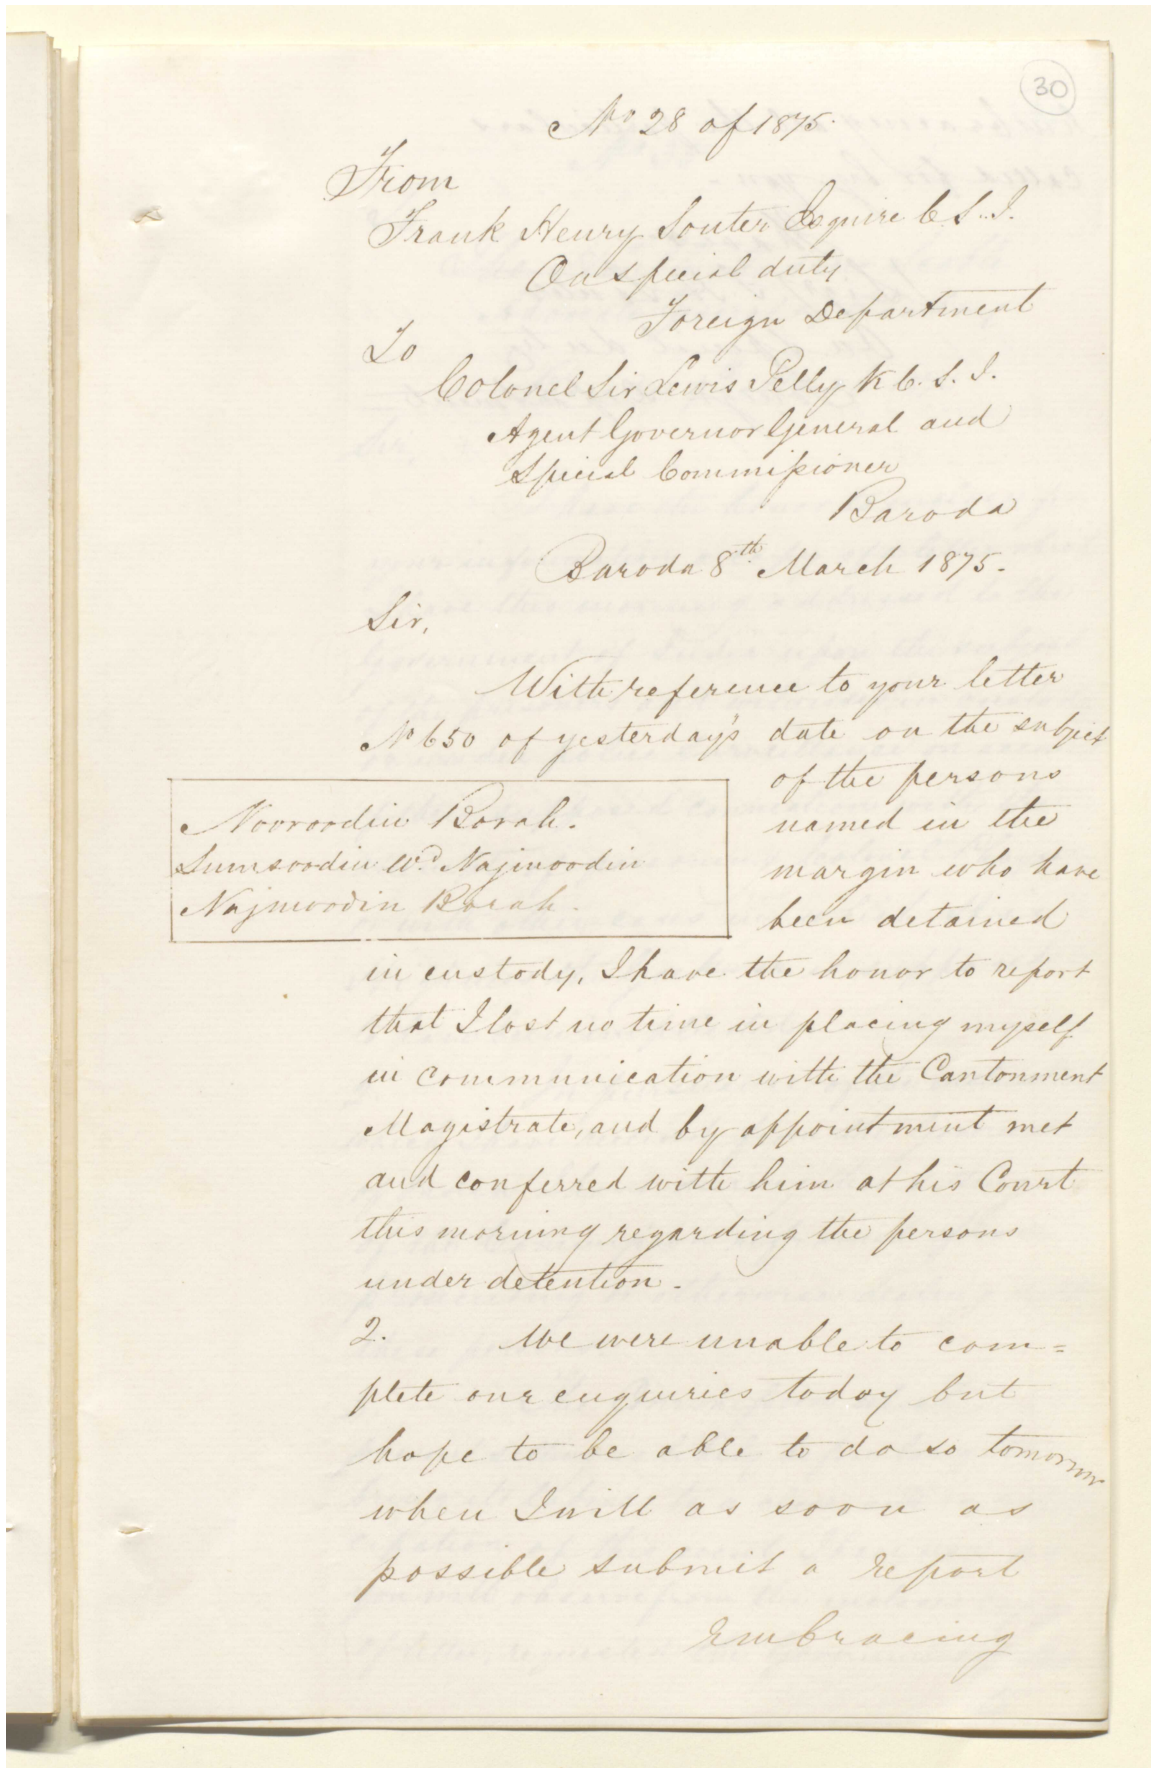 30
No 28 of 1875.
From
Frank Henry Souter Esquire C. S. I.
On special duty
Foreign Department
To
Colonel Sir Lewis Pelly K. C. S. I.
Agent Governor General and
Special Commissioner
Baroda
Baroda 8th March 1875.
Sir,
With reference to your letter
No 650 of yesterday's date on the subject
of the persons
named in the
margin who have
been detained
Nooroodin Borah.
Sumsoodin Wd. Najmoodin
Najmoodin Borah.
in custody, I have the honor to report
that I lost no time in placing myself
in communication with the Cantonment
Magistrate, and by appointment met
and conferred with him at his Court
this morning regarding the persons
under detention.
2. We were unable to com=
plete our enquiries today but
hope to be able to do so tomorrow
when I will as soon as
possible submit a report
embracing